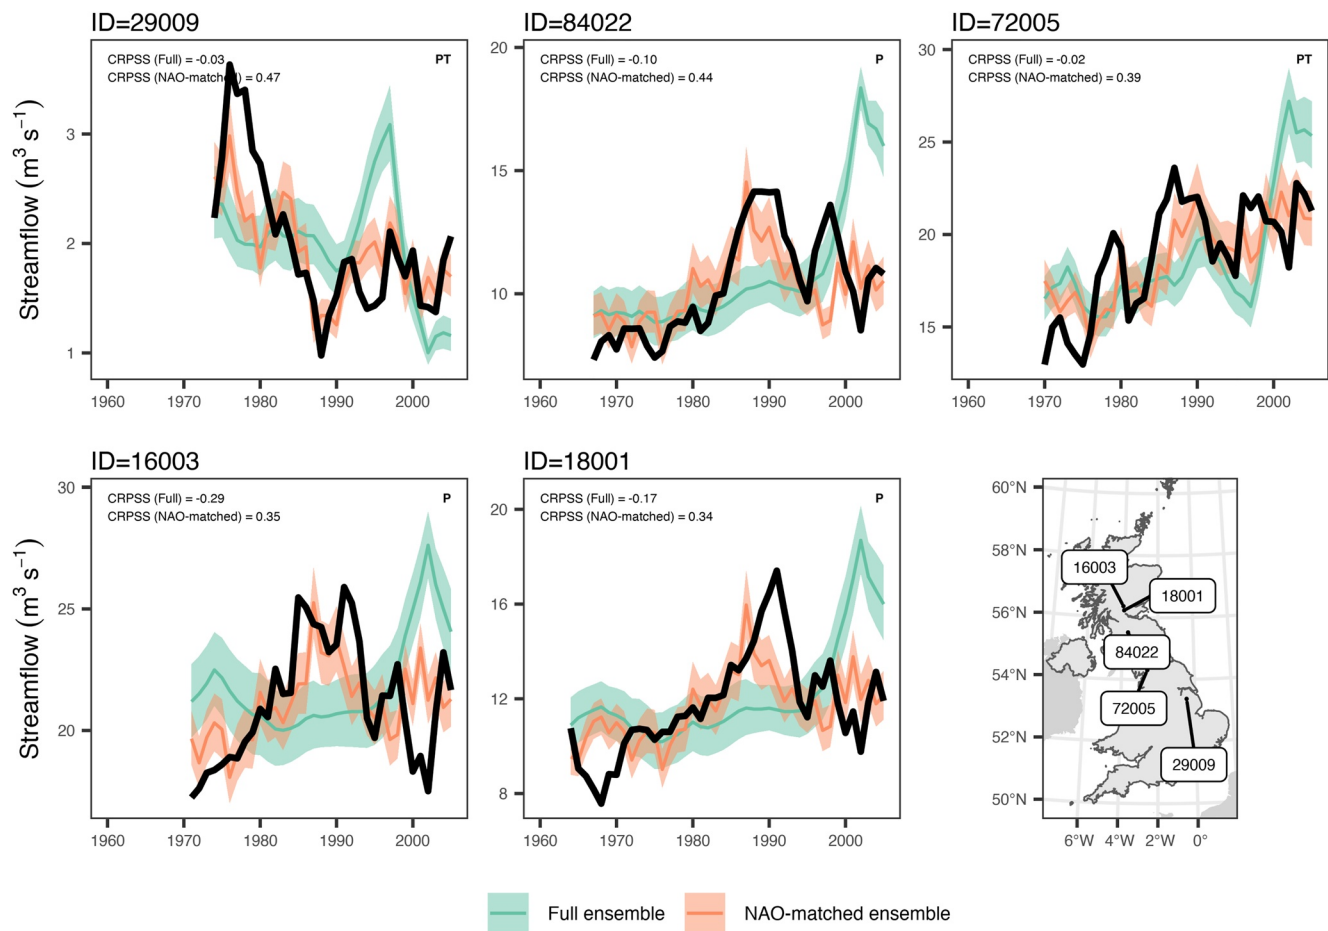 ID=29009
CRPSS (Full) = -0.03
PT
CRPSS (NAO-matched) = 0.47
Streamflow (m³ s⁻¹)
3
2
1
1960 1970 1980 1990 2000
ID=84022
CRPSS (Full) = -0.10
P
CRPSS (NAO-matched) = 0.44
20
15
10
1960 1970 1980 1990 2000
ID=72005
CRPSS (Full) = -0.02
PT
CRPSS (NAO-matched) = 0.39
30
25
20
15
1960 1970 1980 1990 2000
ID=16003
CRPSS (Full) = -0.29
P
CRPSS (NAO-matched) = 0.35
Streamflow (m³ s⁻¹)
30
25
20
1960 1970 1980 1990 2000
ID=18001
CRPSS (Full) = -0.17
P
CRPSS (NAO-matched) = 0.34
20
16
12
8
1960 1970 1980 1990 2000
60°N
58°N
56°N
54°N
52°N
50°N
16003
18001
84022
72005
29009
6°W 4°W 2°W 0°
Full ensemble
NAO-matched ensemble